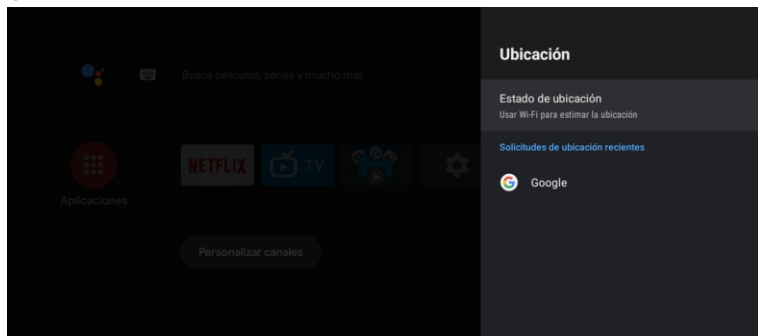 Ubicación
Busca películas, series y mucho más
Estado de ubicación
Usar Wi-Fi para estimar la ubicación
Solicitudes de ubicación recientes
NETFLIX
TV
Google
Aplicaciones
Personalizar canales